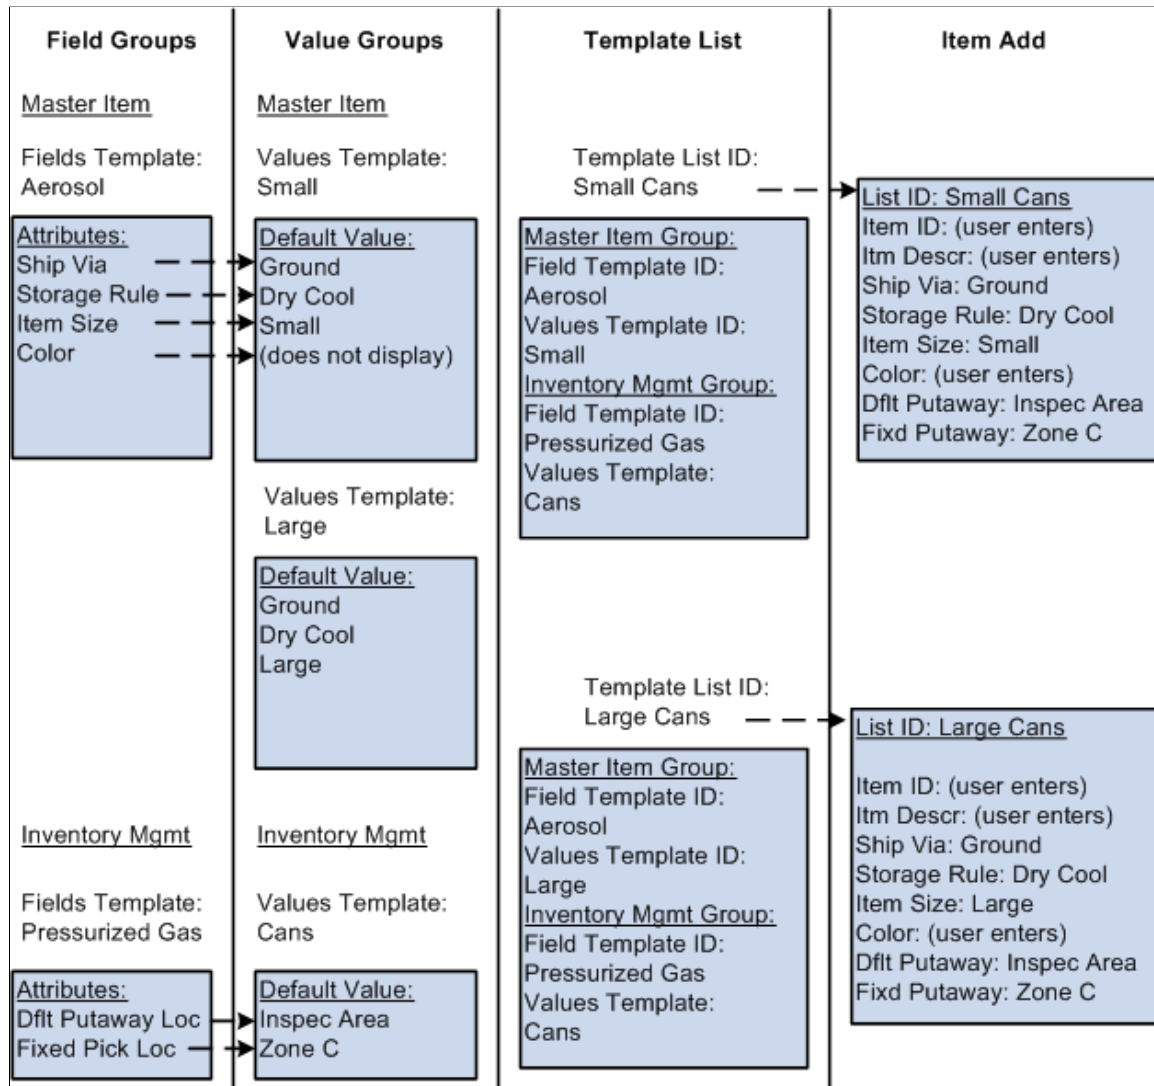 Field Groups
Master Item
Fields Template:
Aerosol
Attributes:
Ship Via
Storage Rule
Item Size
Color
Inventory Mgmt
Fields Template:
Pressurized Gas
Attributes:
Dflt Putaway Loc
Fixed Pick Loc
Value Groups
Master Item
Values Template:
Small
Default Value:
Ground
Dry Cool
Small
(does not display)
Values Template:
Large
Default Value:
Ground
Dry Cool
Large
Inventory Mgmt
Values Template:
Cans
Default Value:
Inspec Area
Zone C
Template List
Template List ID:
Small Cans
Master Item Group:
Field Template ID:
Aerosol
Values Template ID:
Small
Inventory Mgmt Group:
Field Template ID:
Pressurized Gas
Values Template:
Cans
Template List ID:
Large Cans
Master Item Group:
Field Template ID:
Aerosol
Values Template ID:
Large
Inventory Mgmt Group:
Field Template ID:
Pressurized Gas
Values Template:
Cans
Item Add
List ID: Small Cans
Item ID: (user enters)
Itm Descr: (user enters)
Ship Via: Ground
Storage Rule: Dry Cool
Item Size: Small
Color: (user enters)
Dflt Putaway: Inspec Area
Fixd Putaway: Zone C
List ID: Large Cans
Item ID: (user enters)
Itm Descr: (user enters)
Ship Via: Ground
Storage Rule: Dry Cool
Item Size: Large
Color: (user enters)
Dflt Putaway: Inspec Area
Fixd Putaway: Zone C